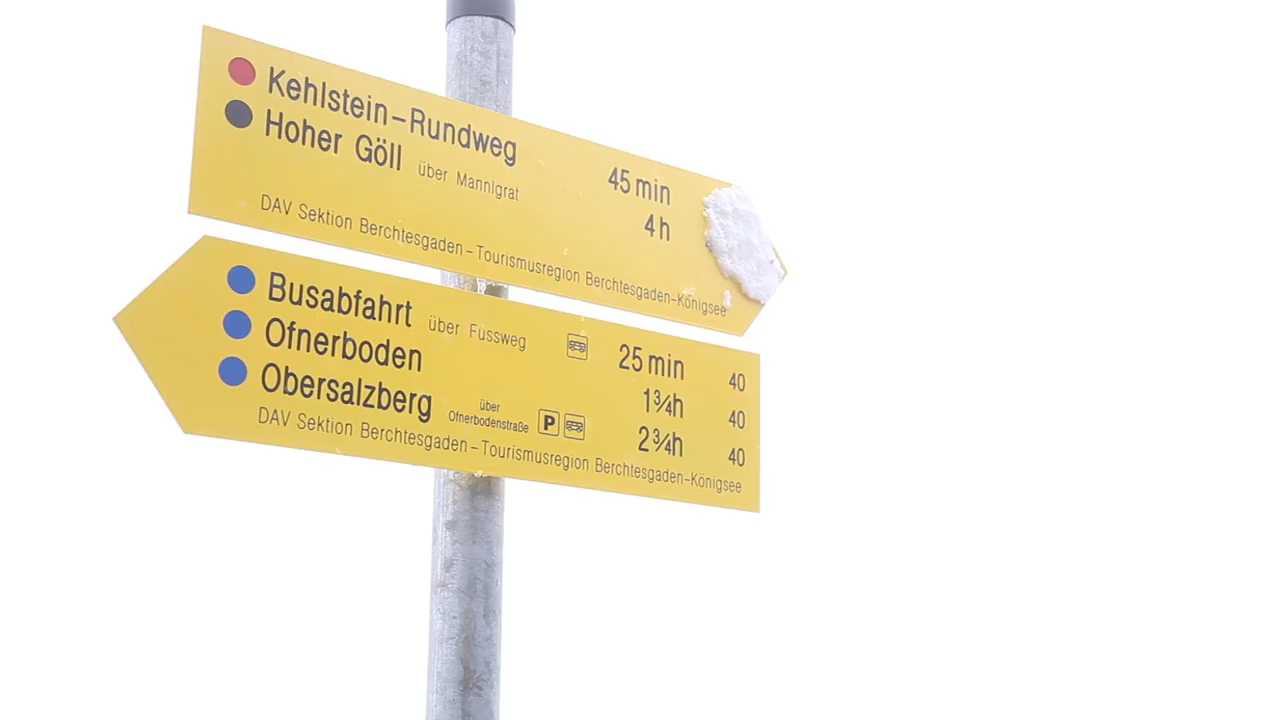 Kehlstein-Rundweg 45 min
Hoher Göll über Mannlgrat 4 h
DAV Sektion Berchtesgaden-Tourismusregion Berchtesgaden-Königsee
Busabfahrt über Fussweg 25 min 40
Ofnerboden 1¾h 40
Obersalzberg über Ofnerbodenstraße P 2¾h 40
DAV Sektion Berchtesgaden-Tourismusregion Berchtesgaden-Königsee